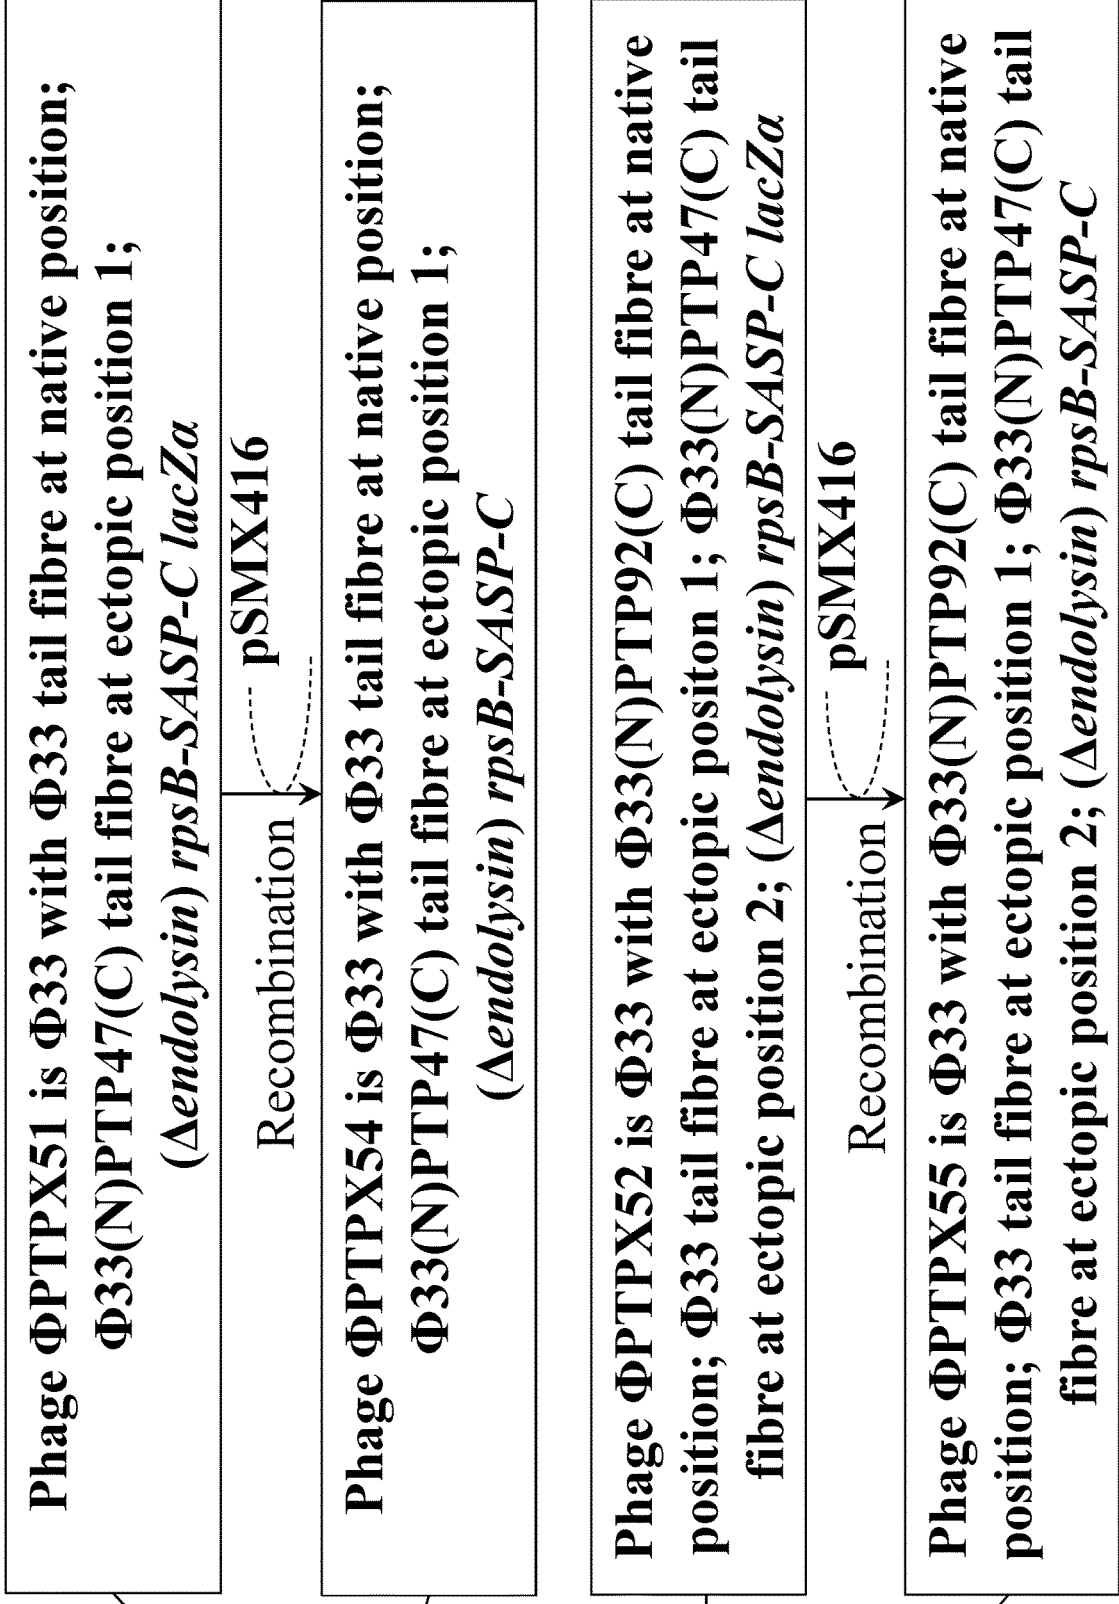 Phage ΦPTPX51 is Φ33 with Φ33 tail fibre at native position;
Φ33(N)PTP47(C) tail fibre at ectopic position 1;
(Δendolysin) rpsB-SASP-C lacZα
Recombination
pSMX416
Phage ΦPTPX54 is Φ33 with Φ33 tail fibre at native position;
Φ33(N)PTP47(C) tail fibre at ectopic position 1;
(Δendolysin) rpsB-SASP-C
Phage ΦPTPX52 is Φ33 with Φ33(N)PTP92(C) tail fibre at native
position; Φ33 tail fibre at ectopic positon 1; Φ33(N)PTP47(C) tail
fibre at ectopic position 2; (Δendolysin) rpsB-SASP-C lacZα
Recombination
pSMX416
Phage ΦPTPX55 is Φ33 with Φ33(N)PTP92(C) tail fibre at native
position; Φ33 tail fibre at ectopic position 1; Φ33(N)PTP47(C) tail
fibre at ectopic position 2; (Δendolysin) rpsB-SASP-C